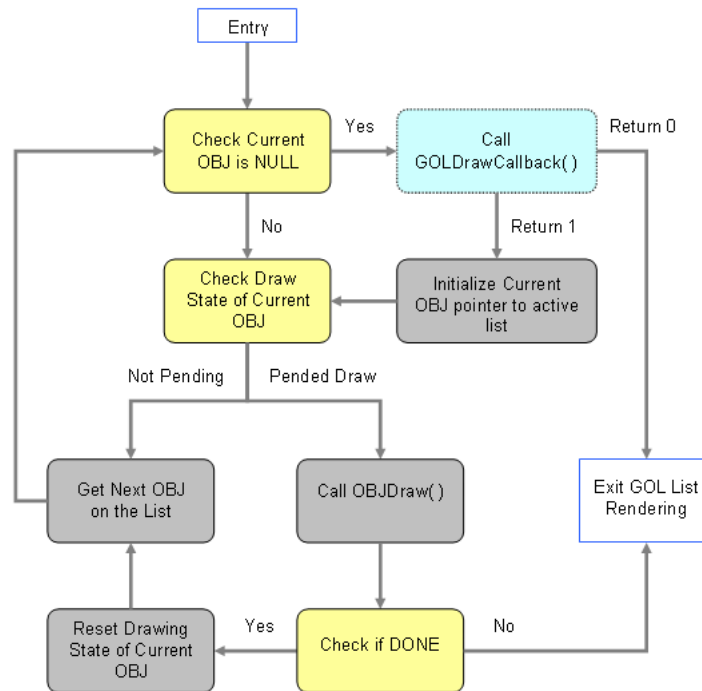 Entry
Check Current
OBJ is NULL
Yes
Call
GOLDrawCallback( )
Return 0
No
Return 1
Check Draw
State of Current
OBJ
Initialize Current
OBJ pointer to active
list
Not Pending
Pended Draw
Get Next OBJ
on the List
Call OBJDraw( )
Exit GOL List
Rendering
Reset Drawing
State of Current
OBJ
Yes
Check if DONE
No